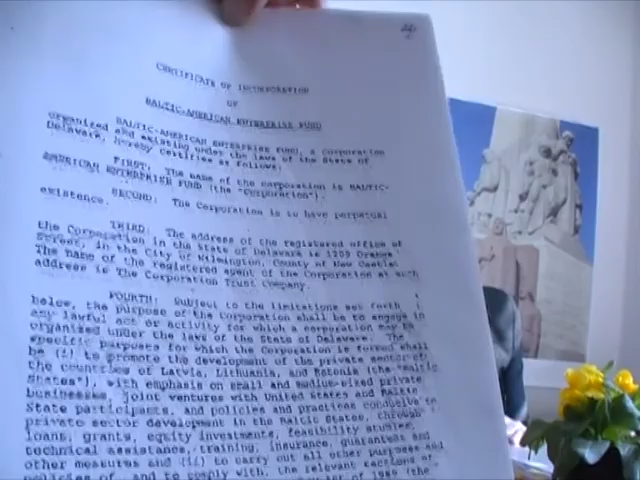 CERTIFICATE OF INCORPORATION
OF
BALTIC-AMERICAN ENTERPRISE FUND
BALTIC-AMERICAN ENTERPRISE FUND, a corporation
organized and existing under the laws of the State of
Delaware, hereby certifies as follows:
FIRST: The name of the corporation is BALTIC-
AMERICAN ENTERPRISE FUND (the "Corporation").
SECOND: The Corporation is to have perpetual
existence.
THIRD: The address of the registered office of
the Corporation in the State of Delaware is 1209 Orange
Street, in the City of Wilmington, County of New Castle.
The name of the registered agent of the Corporation at such
address is The Corporation Trust Company.
FOURTH: Subject to the limitations set forth
below, the purpose of the Corporation shall be to engage in
any lawful act or activity for which a corporation may be
organized under the laws of the State of Delaware. The
specific purposes for which the Corporation is formed shall
be (i) to promote the development of the private sector of
the countries of Latvia, Lithuania, and Estonia (the "Baltic
States"), with emphasis on small and medium-sized private
businesses, joint ventures with United States and Baltic
State participants, and policies and practices conducive to
private sector development in the Baltic States, through
loans, grants, equity investments, feasibility studies,
technical assistance, training, insurance, guarantees and
other measures and (ii) to carry out all other purposes and
policies of, and to comply with, the relevant sections of